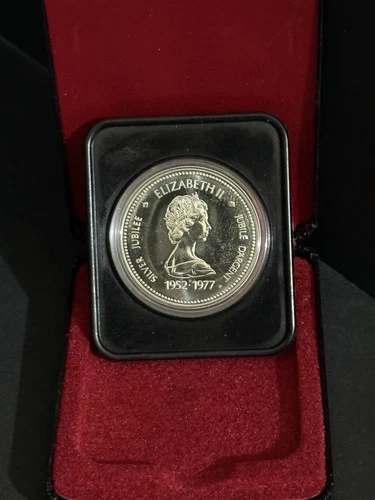 SILVER JUBILEE
ELIZABETH II
JUBILÉ D'ARGENT
1952·1977